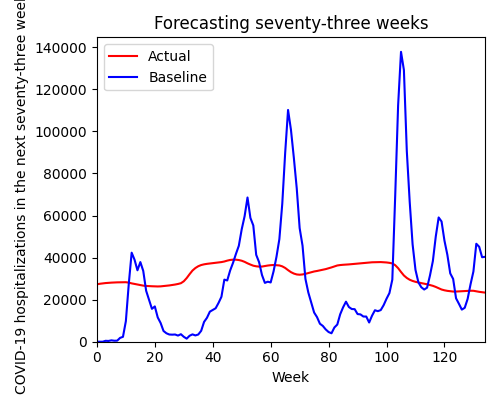 Forecasting seventy-three weeks
Actual
Baseline
COVID-19 hospitalizations in the next seventy-three
140000
120000
100000
80000
60000
40000
20000
0
0 20 40 60 80 100 120
Week